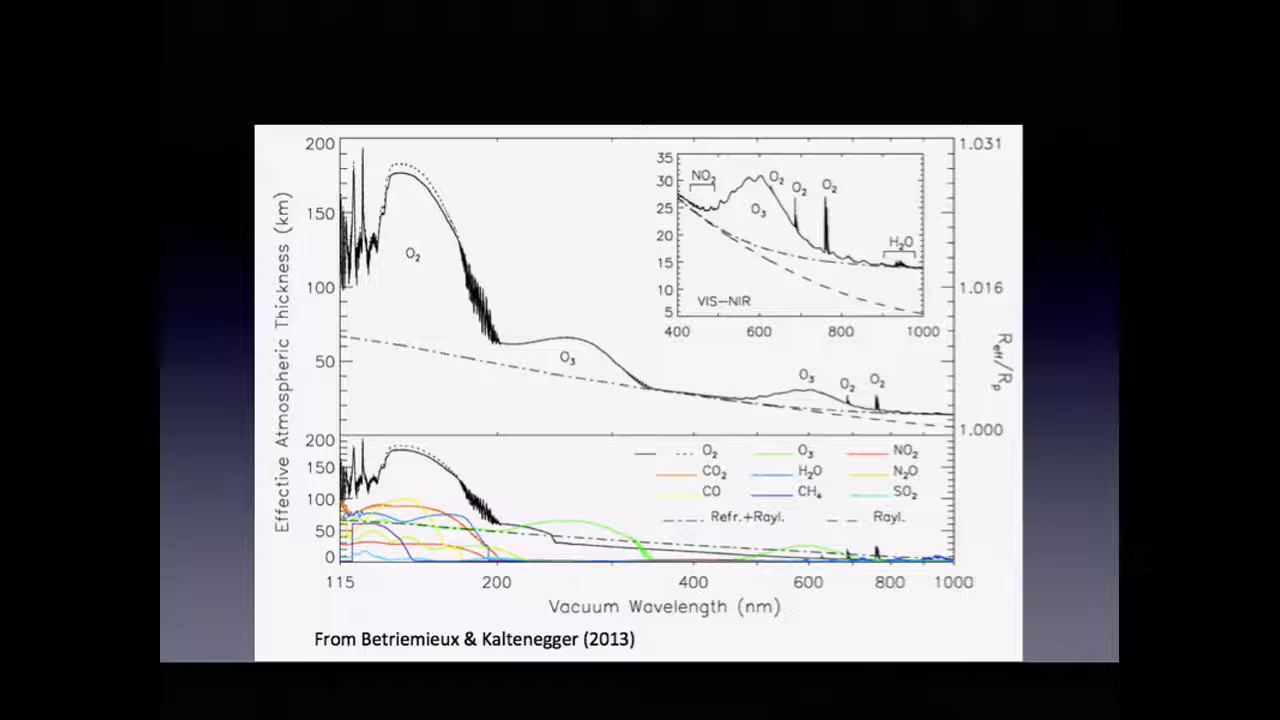 200
150
100
50
Effective Atmospheric Thickness (km)
1.031
1.016
1.000
Reff/Rp
O₂
O₃
O₃
O₂
O₂
35
30
25
20
15
10
5
NO₂
O₃
O₂
O₂
O₂
H₂O
VIS–NIR
400 600 800 1000
200
150
100
50
0
O₂ O₃ NO₂
CO₂ H₂O N₂O
CO CH₄ SO₂
Refr.+Rayl. Rayl.
115 200 400 600 800 1000
Vacuum Wavelength (nm)
From Betriemieux & Kaltenegger (2013)